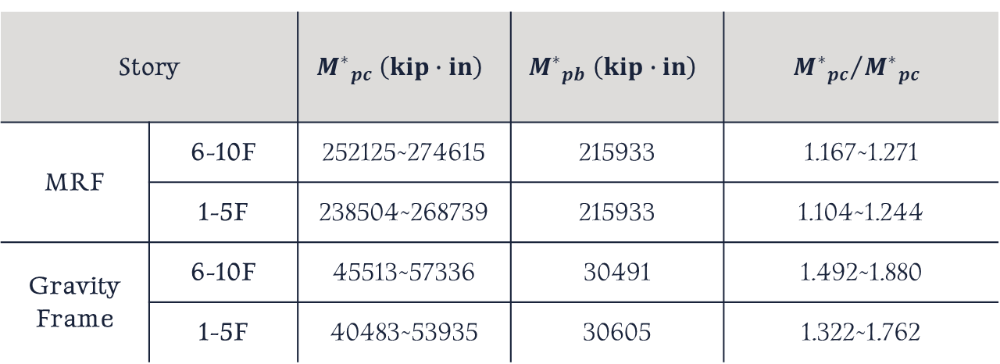 Story M*pc (kip · in) M*pb (kip · in) M*pc/M*pc
MRF 6-10F 252125~274615 215933 1.167~1.271
1-5F 238504~268739 215933 1.104~1.244
Gravity Frame 6-10F 45513~57336 30491 1.492~1.880
1-5F 40483~53935 30605 1.322~1.762